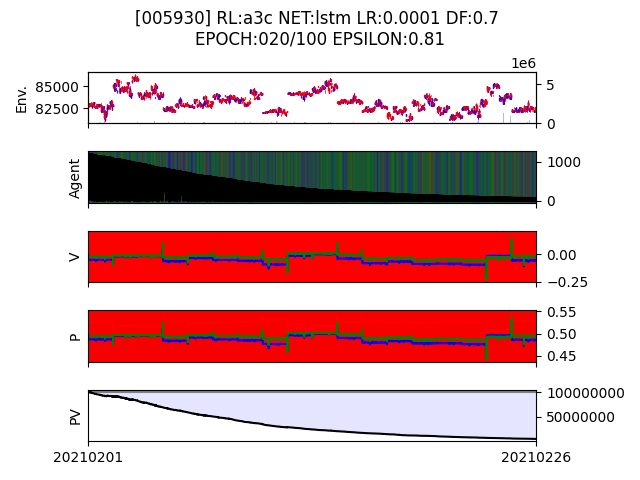 [005930] RL:a3c NET:lstm LR:0.0001 DF:0.7
EPOCH:020/100 EPSILON:0.81
1e6
Env.
85000
82500
5
0
Agent
1000
0
V
0.00
−0.25
P
0.55
0.50
0.45
PV
100000000
50000000
20210201
20210226